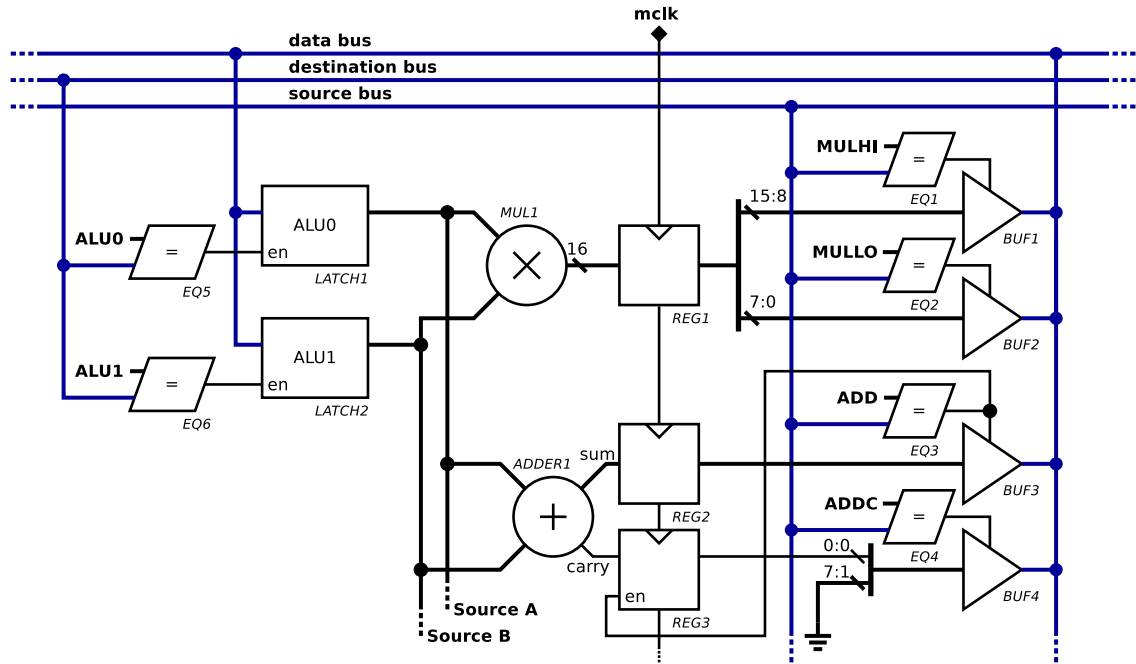 mclk
data bus
destination bus
source bus
MULHI
=
EQ1
15:8
BUF1
ALU0
=
EQ5
ALU0
en
LATCH1
MUL1
16
REG1
MULLO
=
EQ2
7:0
BUF2
ALU1
=
EQ6
ALU1
en
LATCH2
ADD
=
EQ3
BUF3
ADDER1
sum
REG2
carry
ADDC
=
EQ4
0:0
7:1
BUF4
en
REG3
Source A
Source B